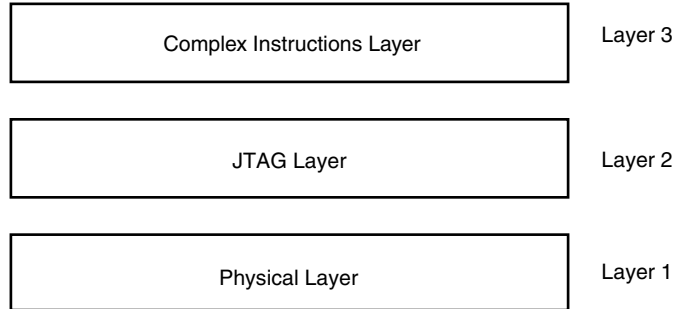 Complex Instructions Layer
Layer 3
JTAG Layer
Layer 2
Physical Layer
Layer 1